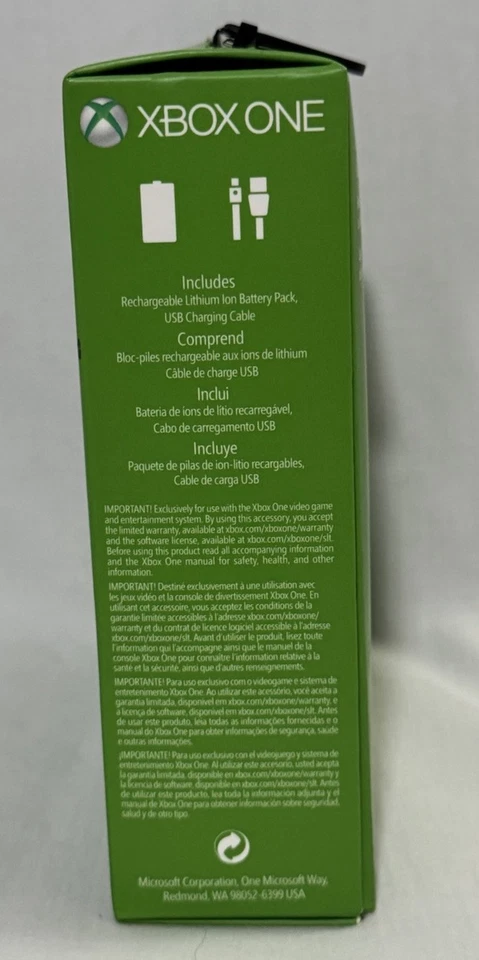 XBOX ONE
Includes
Rechargeable Lithium Ion Battery Pack,
USB Charging Cable
Comprend
Bloc-piles rechargeable aux ions de lithium
Câble de charge USB
Inclui
Bateria de ions de lítio recarregável,
Cabo de carregamento USB
Incluye
Paquete de pilas de ion-litio recargables,
Cable de carga USB
IMPORTANT! Exclusively for use with the Xbox One video game
and entertainment system. By using this accessory, you accept
the limited warranty, available at xbox.com/xboxone/warranty
and the software license, available at xbox.com/xboxone/slt.
Before using this product read all accompanying information
and the Xbox One manual for safety, health, and other
information.
IMPORTANT! Destiné exclusivement à une utilisation avec
les jeux vidéo et la console de divertissement Xbox One. En
utilisant cet accessoire, vous acceptez les conditions de la
garantie limitée accessibles à l'adresse xbox.com/xboxone/
warranty et du contrat de licence logiciel accessible à l'adresse
xbox.com/xboxone/slt. Avant d'utiliser le produit, lisez toute
l'information qui l'accompagne ainsi que le manuel de la
console Xbox One pour connaître l'information relative à la
santé et la sécurité, ainsi que d'autres renseignements.
IMPORTANTE! Para uso exclusivo com o videogame e sistema de
entretenimento Xbox One. Ao utilizar este acessório, você aceita a
garantia limitada, disponível em xbox.com/xboxone/warranty, e
a licença de software, disponível em xbox.com/xboxone/slt. Antes
de usar este produto, leia todas as informações fornecidas e o
manual do Xbox One para obter informações de segurança, saúde
e outras informações.
¡IMPORTANTE! Para uso exclusivo con el videojuego y sistema de
entretenimiento Xbox One. Al utilizar este accesorio, usted acepta
la garantía limitada, disponible en xbox.com/xboxone/warranty y
la licencia de software, disponible en xbox.com/xboxone/slt. Antes
de utilizar este producto, lea toda la información adjunta y el
manual de Xbox One para obtener información sobre seguridad,
salud y de otro tipo.
Microsoft Corporation, One Microsoft Way,
Redmond, WA 98052-6399 USA